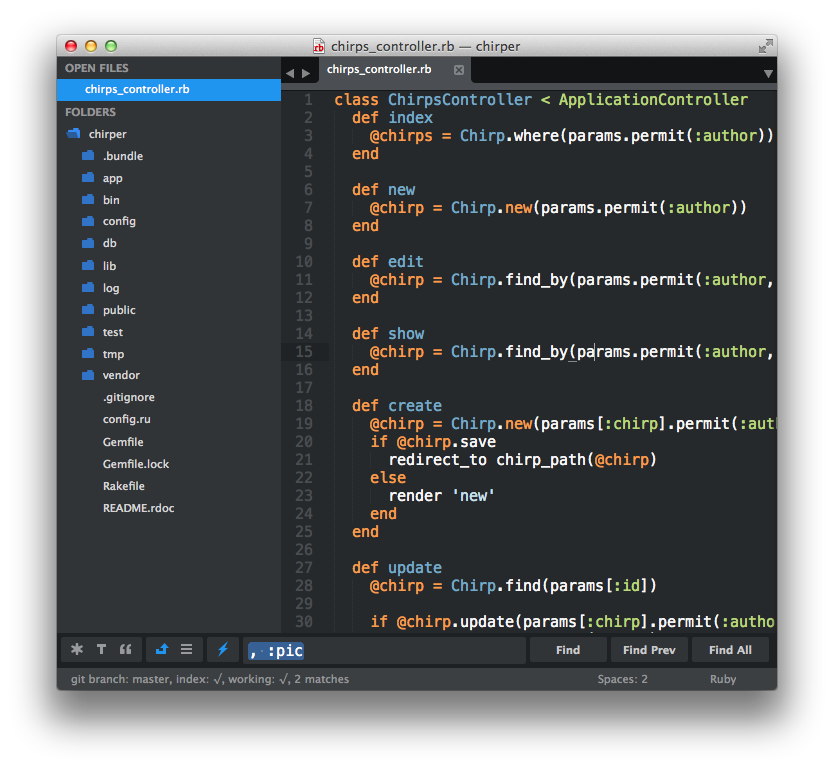 chirps_controller.rb — chirper
OPEN FILES
chirps_controller.rb
FOLDERS
chirper
.bundle
app
bin
config
db
lib
log
public
test
tmp
vendor
.gitignore
config.ru
Gemfile
Gemfile.lock
Rakefile
README.rdoc
chirps_controller.rb
1 class ChirpsController < ApplicationController
2 def index
3 @chirps = Chirp.where(params.permit(:author))
4 end
5
6 def new
7 @chirp = Chirp.new(params.permit(:author))
8 end
9
10 def edit
11 @chirp = Chirp.find_by(params.permit(:author,
12 end
13
14 def show
15 @chirp = Chirp.find_by(params.permit(:author,
16 end
17
18 def create
19 @chirp = Chirp.new(params[:chirp].permit(:aut
20 if @chirp.save
21 redirect_to chirp_path(@chirp)
22 else
23 render 'new'
24 end
25 end
26
27 def update
28 @chirp = Chirp.find(params[:id])
29
30 if @chirp.update(params[:chirp].permit(:autho
, :pic
Find Find Prev Find All
git branch: master, index: √, working: √, 2 matches Spaces: 2 Ruby